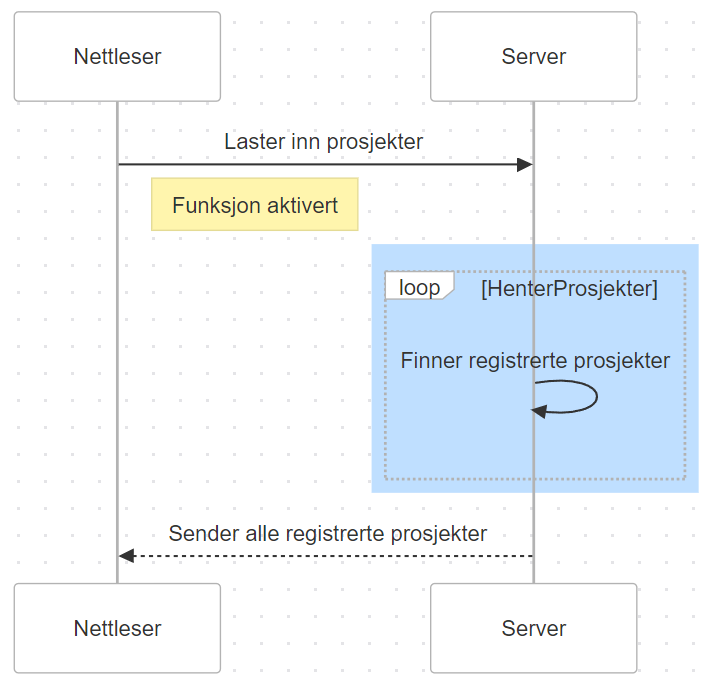 Nettleser
Server
Laster inn prosjekter
Funksjon aktivert
loop
[HenterProsjekter]
Finner registrerte prosjekter
Sender alle registrerte prosjekter
Nettleser
Server